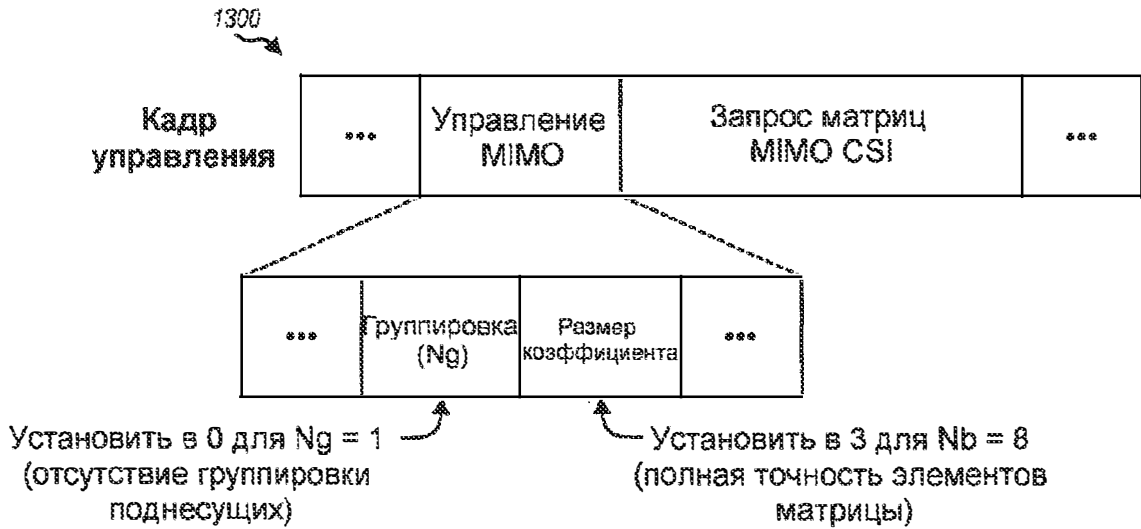 1300
Кадр
управления
•••
Управление
MIMO
Запрос матриц
MIMO CSI
•••
•••
Группировка
(Ng)
Размер
коэффициента
•••
Установить в 0 для Ng = 1
(отсутствие группировки
поднесущих)
Установить в 3 для Nb = 8
(полная точность элементов
матрицы)